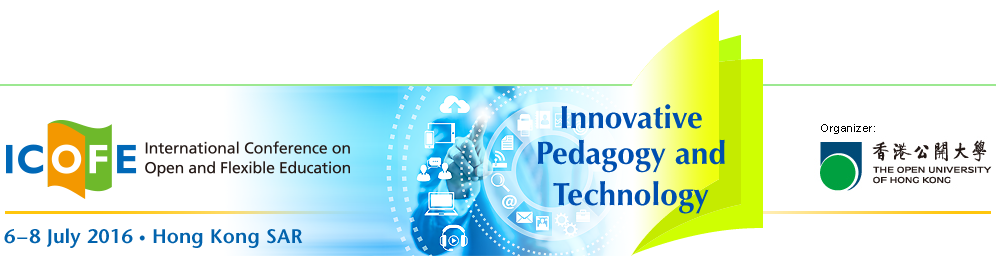 ICOFE
International Conference on
Open and Flexible Education
6–8 July 2016 • Hong Kong SAR
Innovative
Pedagogy and
Technology
@
Organizer:
香港公開大學
THE OPEN UNIVERSITY
OF HONG KONG